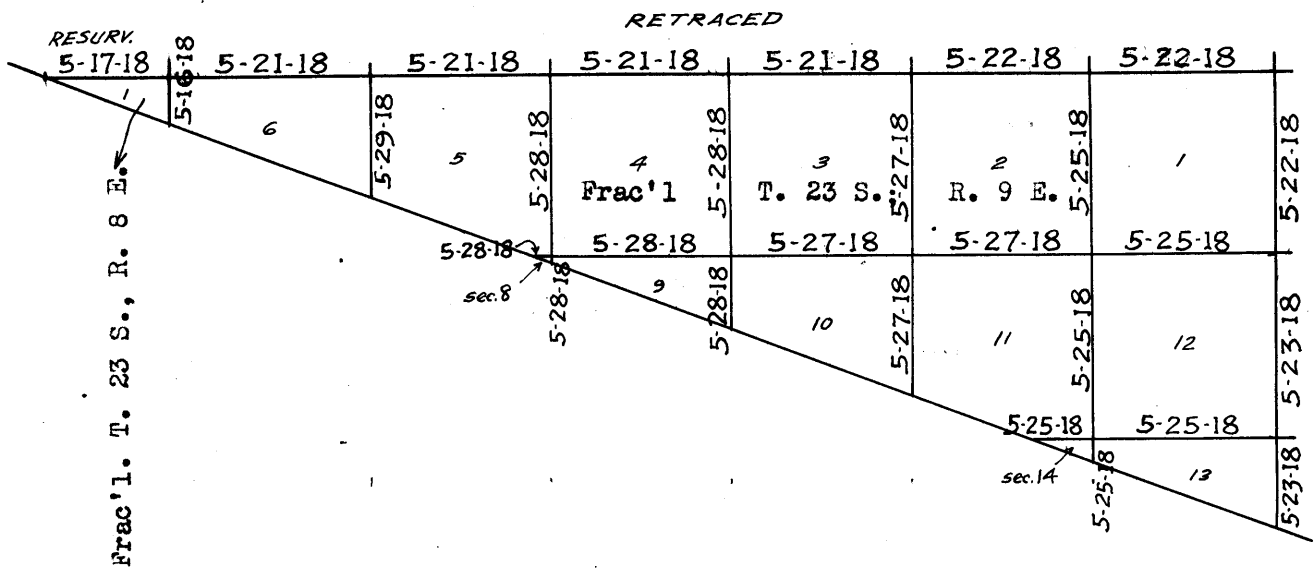 RETRACED
RESURV.
5-17-18 5-21-18 5-21-18 5-21-18 5-21-18 5-22-18 5-22-18
5-16-18
5-29-18
5-28-18
5-28-18
5-27-18
5-25-18
5-22-18
1 6 5 4 3 2 1
Frac'l T. 23 S., R. 9 E.
5-28-18 5-28-18 5-27-18 5-27-18 5-25-18
sec.8
5-28-18
5-28-18
5-27-18
5-25-18
5-23-18
9 10 11 12
5-25-18 5-25-18
sec.14
5-25-18
13
5-23-18
Frac'l. T. 23 S., R. 8 E.